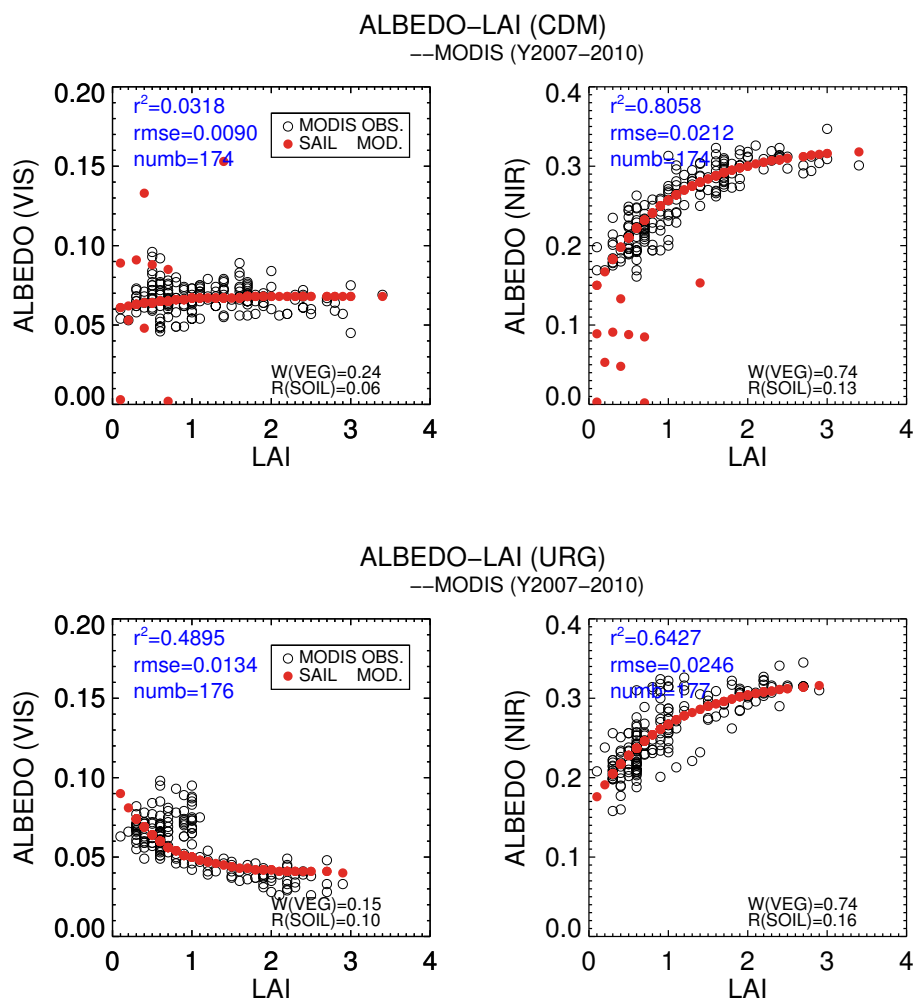 ALBEDO−LAI (CDM)
−−MODIS (Y2007−2010)
0.20
0.15
0.10
0.05
0.00
ALBEDO (VIS)
r²=0.0318
rmse=0.0090
numb=174
MODIS OBS.
SAIL MOD.
W(VEG)=0.24
R(SOIL)=0.06
0 1 2 3 4
LAI
0.4
0.3
0.2
0.1
0.0
ALBEDO (NIR)
r²=0.8058
rmse=0.0212
numb=174
W(VEG)=0.74
R(SOIL)=0.13
0 1 2 3 4
LAI
ALBEDO−LAI (URG)
−−MODIS (Y2007−2010)
0.20
0.15
0.10
0.05
0.00
ALBEDO (VIS)
r²=0.4895
rmse=0.0134
numb=176
MODIS OBS.
SAIL MOD.
W(VEG)=0.15
R(SOIL)=0.10
0 1 2 3 4
LAI
0.4
0.3
0.2
0.1
0.0
ALBEDO (NIR)
r²=0.6427
rmse=0.0246
numb=177
W(VEG)=0.74
R(SOIL)=0.16
0 1 2 3 4
LAI